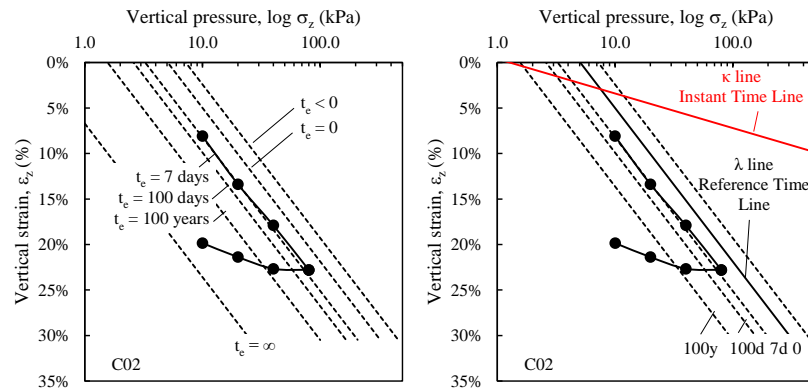 Vertical pressure, log σz (kPa)
1.0 10.0 100.0
0%
5%
10%
15%
20%
25%
30%
35%
Vertical strain, εz (%)
te < 0
te = 0
te = 7 days
te = 100 days
te = 100 years
te = ∞
C02
Vertical pressure, log σz (kPa)
1.0 10.0 100.0
0%
5%
10%
15%
20%
25%
30%
35%
Vertical strain, εz (%)
κ line
Instant Time Line
λ line
Reference Time
Line
100y 100d 7d 0
C02